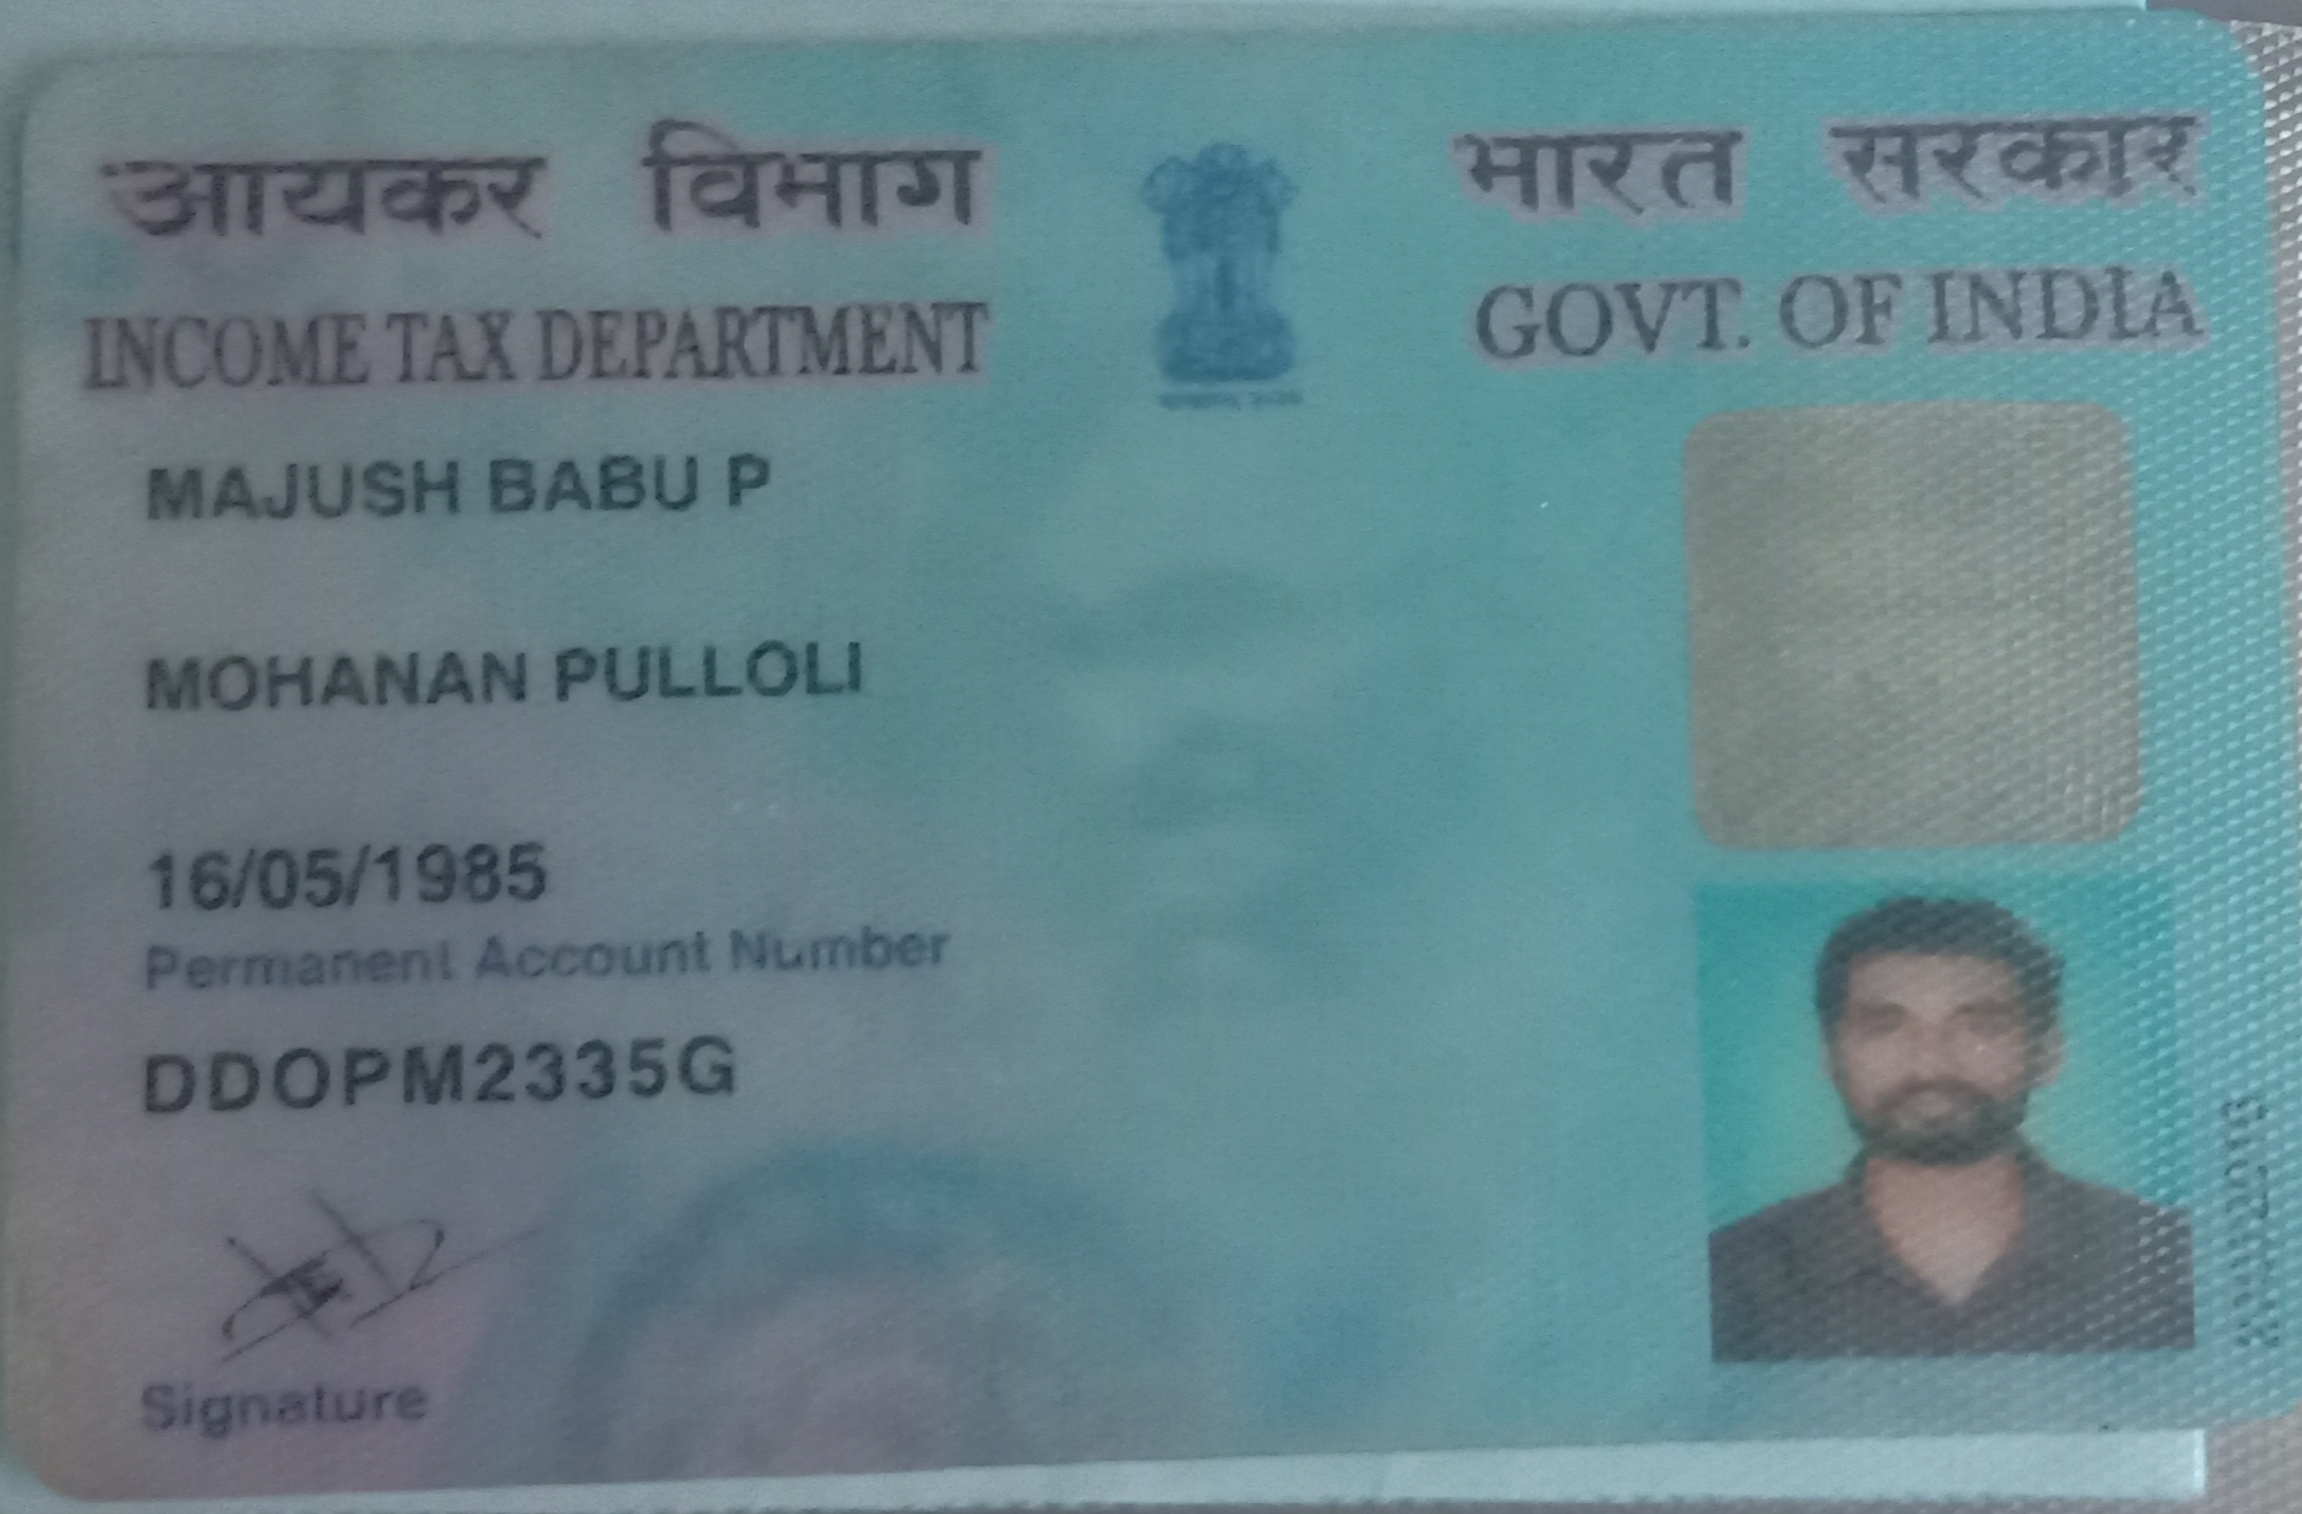 आयकर विभाग
भारत सरकार
INCOME TAX DEPARTMENT
GOVT. OF INDIA
MAJUSH BABU P
MOHANAN PULLOLI
16/05/1985
Permanent Account Number
DDOPM2335G
Signature